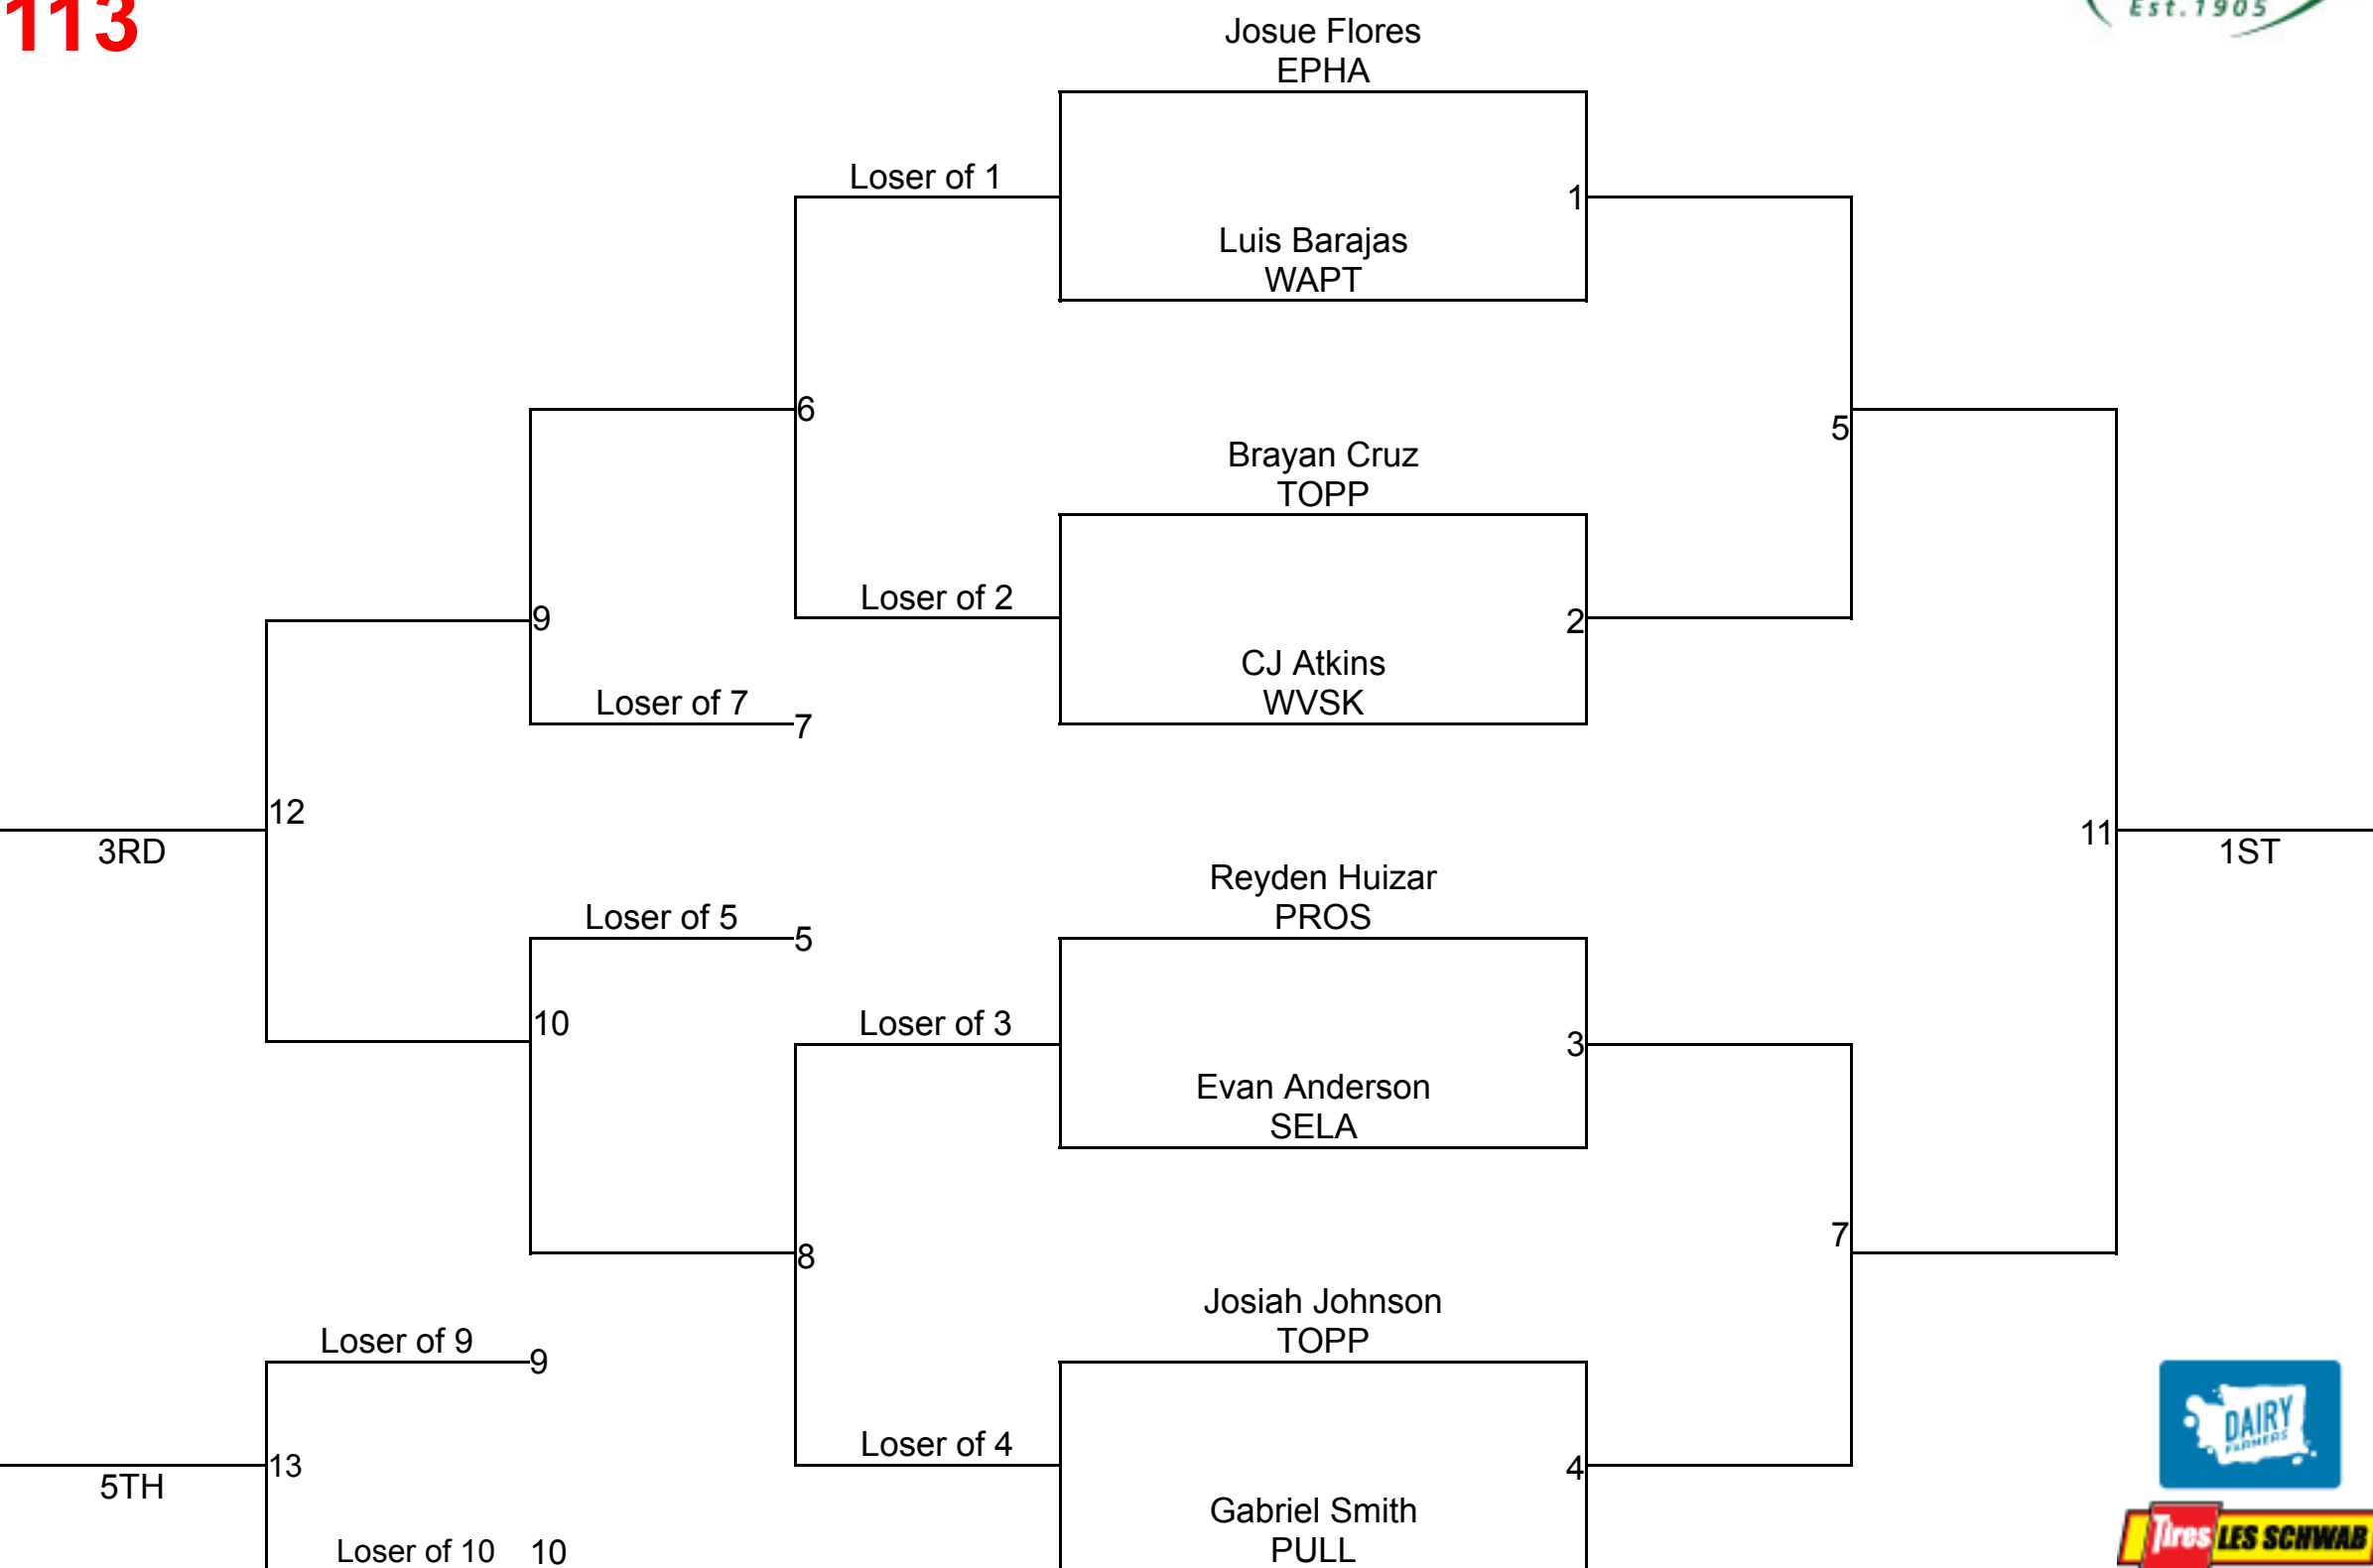 113
Est. 1905
Josue Flores
EPHA
Loser of 1
1
Luis Barajas
WAPT
6
5
Brayan Cruz
TOPP
Loser of 2
2
9
CJ Atkins
WVSK
Loser of 7
7
12
3RD
11
1ST
Reyden Huizar
PROS
Loser of 5
5
10
Loser of 3
3
Evan Anderson
SELA
8
7
Josiah Johnson
TOPP
Loser of 9
9
Loser of 4
4
13
5TH
Gabriel Smith
PULL
Loser of 10
10
DAIRY
FARMERS
Tires LES SCHWAB